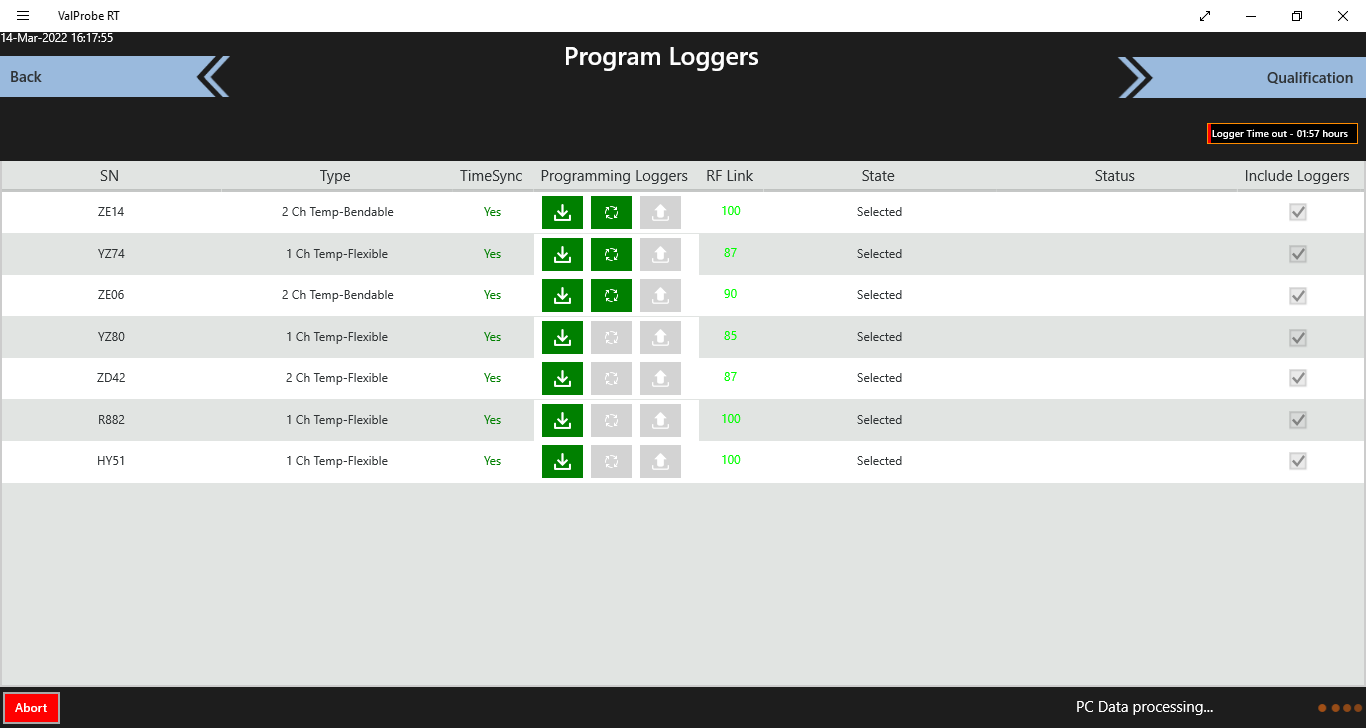 ValProbe RT
14-Mar-2022 16:17:55
Program Loggers
Back
Qualification
Logger Time out - 01:57 hours
SN Type TimeSync Programming Loggers RF Link State Status Include Loggers
ZE14 2 Ch Temp-Bendable Yes 100 Selected
YZ74 1 Ch Temp-Flexible Yes 87 Selected
ZE06 2 Ch Temp-Bendable Yes 90 Selected
YZ80 1 Ch Temp-Flexible Yes 85 Selected
ZD42 2 Ch Temp-Flexible Yes 87 Selected
R882 1 Ch Temp-Flexible Yes 100 Selected
HY51 1 Ch Temp-Flexible Yes 100 Selected
Abort
PC Data processing...